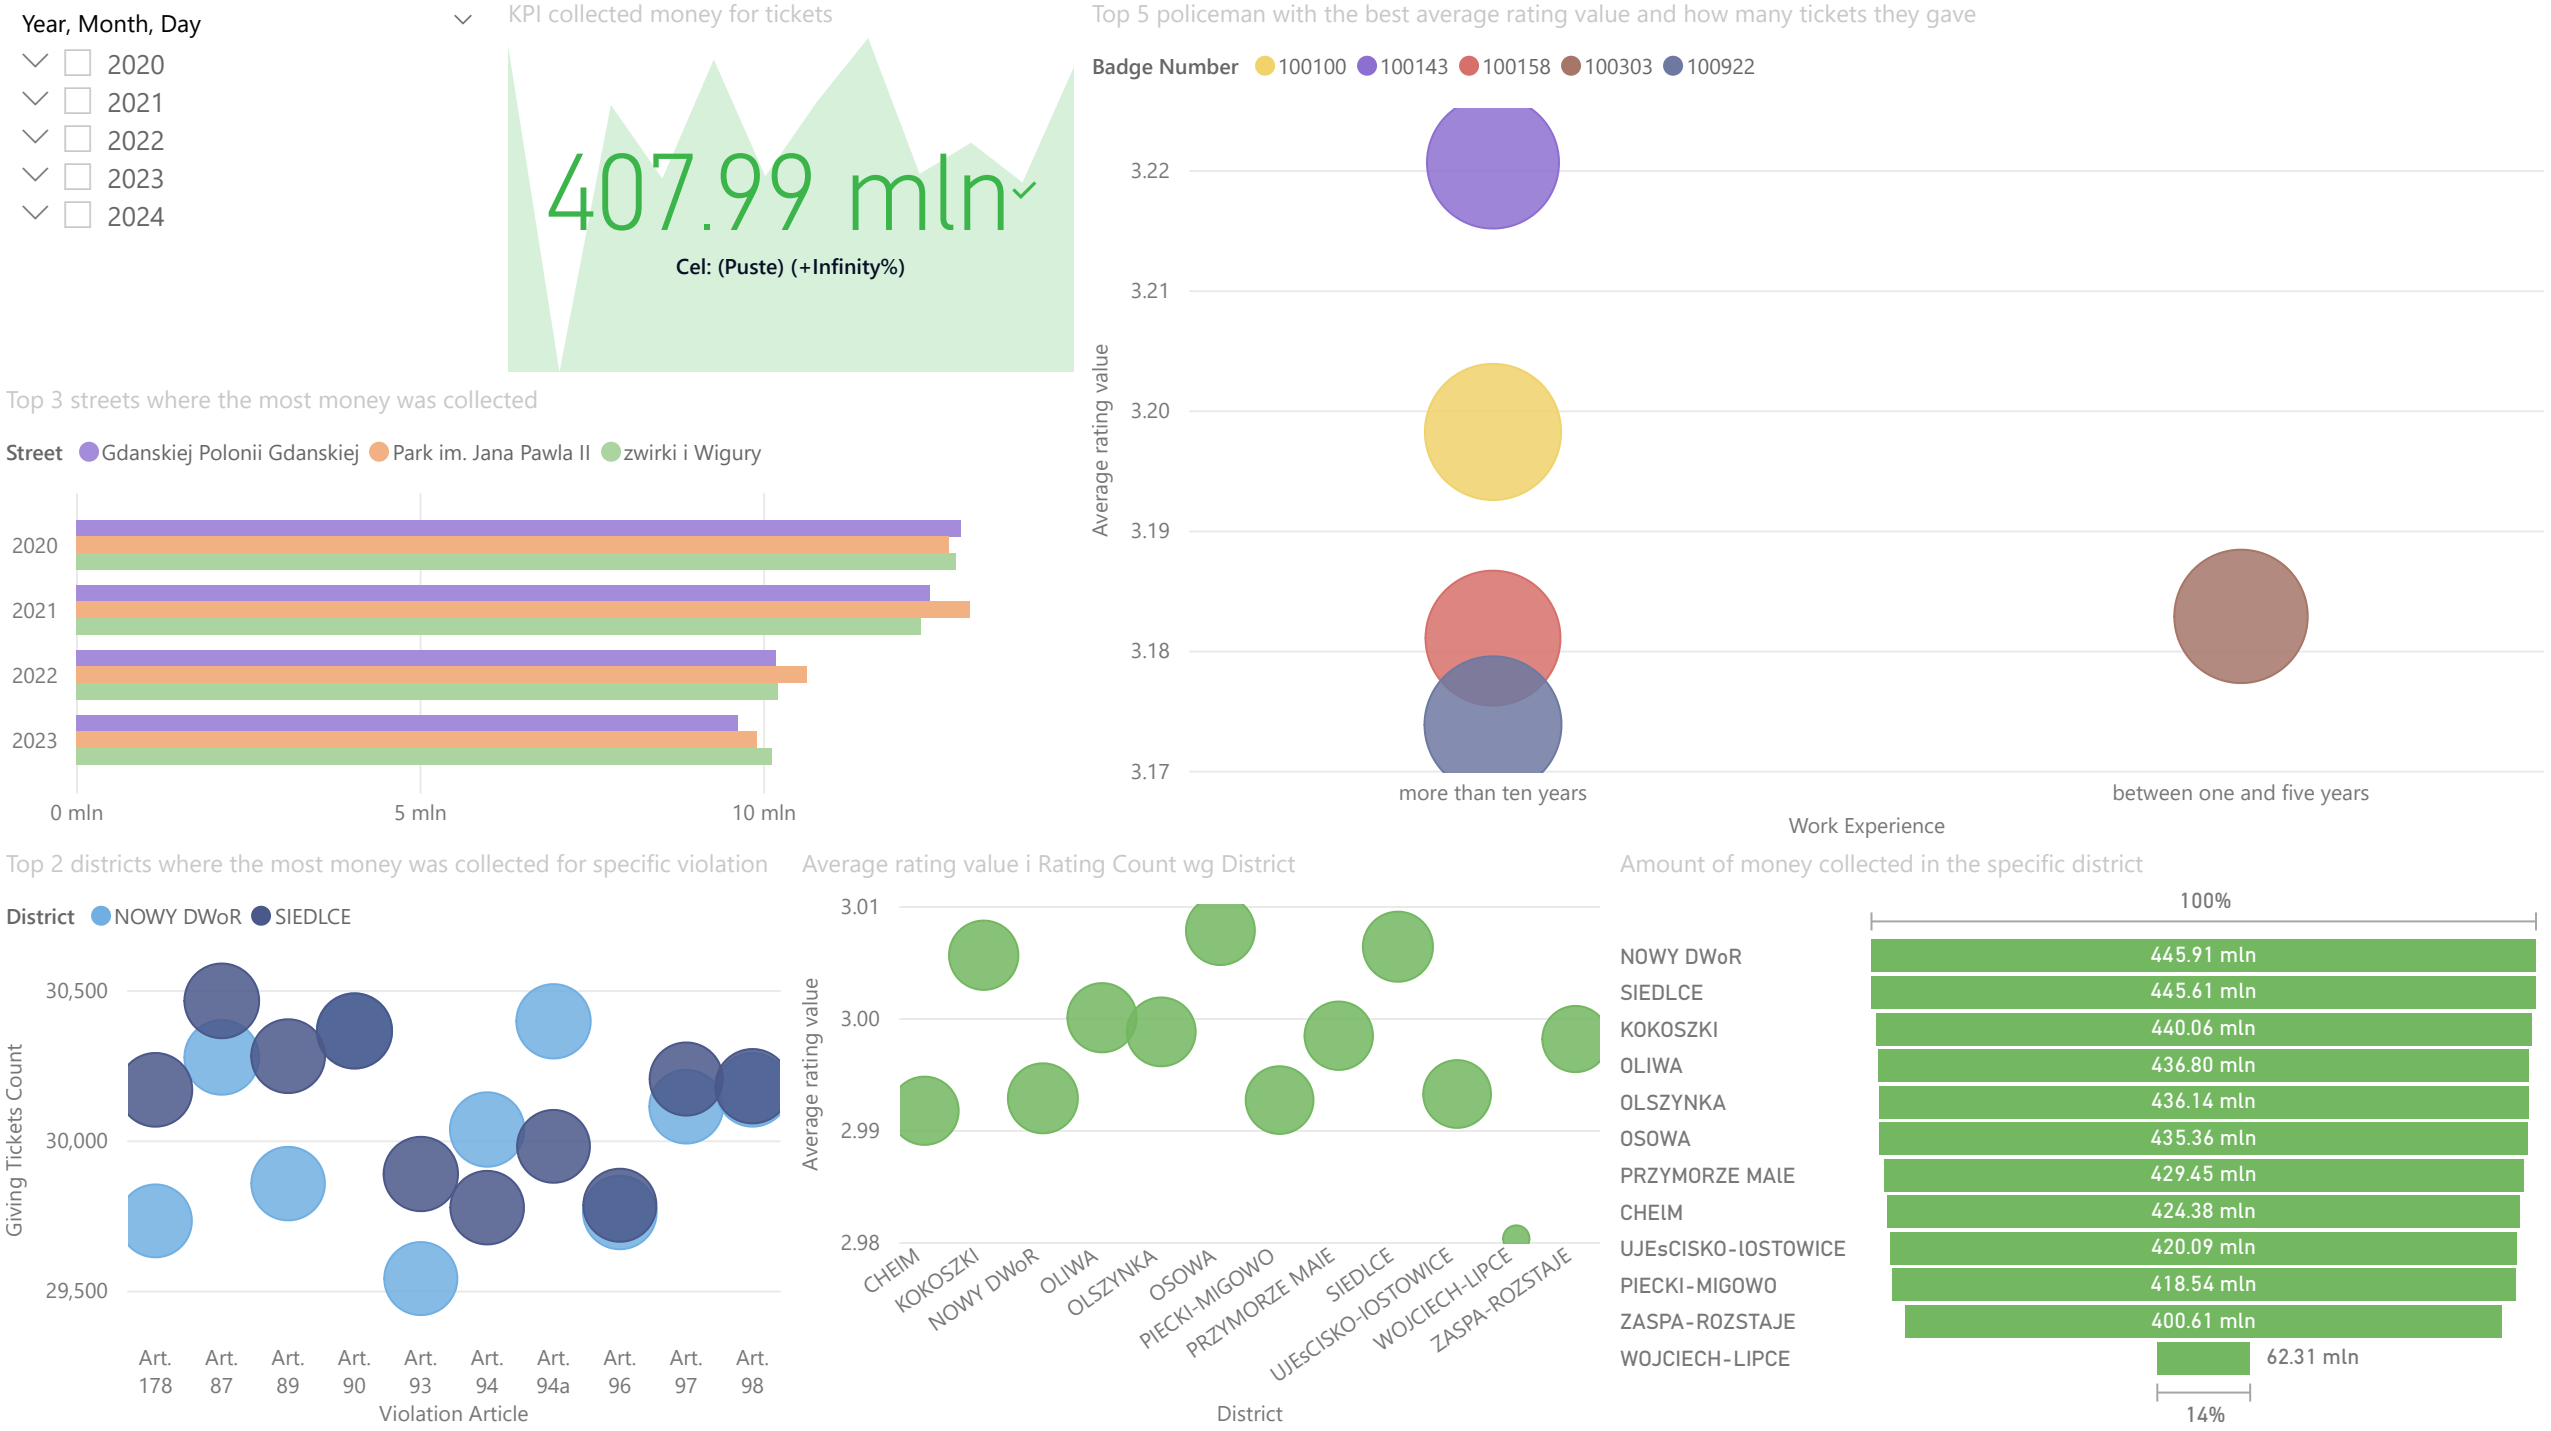 Year, Month, Day
2020
2021
2022
2023
2024
KPI collected money for tickets
407.99 mln
Cel: (Puste) (+Infinity%)
Top 5 policeman with the best average rating value and how many tickets they gave
Badge Number 100100 100143 100158 100303 100922
Average rating value
3.22
3.21
3.20
3.19
3.18
3.17
more than ten years between one and five years
Work Experience
Top 3 streets where the most money was collected
Street Gdanskiej Polonii Gdanskiej Park im. Jana Pawla II zwirki i Wigury
2020
2021
2022
2023
0 mln 5 mln 10 mln
Top 2 districts where the most money was collected for specific violation
District NOWY DWoR SIEDLCE
Giving Tickets Count
30,500
30,000
29,500
Art. 178
Art. 87
Art. 89
Art. 90
Art. 93
Art. 94
Art. 94a
Art. 96
Art. 97
Art. 98
Violation Article
Average rating value i Rating Count wg District
Average rating value
3.01
3.00
2.99
2.98
CHElM
KOKOSZKI
NOWY DWoR
OLIWA
OLSZYNKA
OSOWA
PIECKI-MIGOWO
PRZYMORZE MAlE
SIEDLCE
UJEsCISKO-lOSTOWICE
WOJCIECH-LIPCE
ZASPA-ROZSTAJE
District
Amount of money collected in the specific district
100%
NOWY DWoR 445.91 mln
SIEDLCE 445.61 mln
KOKOSZKI 440.06 mln
OLIWA 436.80 mln
OLSZYNKA 436.14 mln
OSOWA 435.36 mln
PRZYMORZE MAlE 429.45 mln
CHElM 424.38 mln
UJEsCISKO-lOSTOWICE 420.09 mln
PIECKI-MIGOWO 418.54 mln
ZASPA-ROZSTAJE 400.61 mln
WOJCIECH-LIPCE 62.31 mln
14%